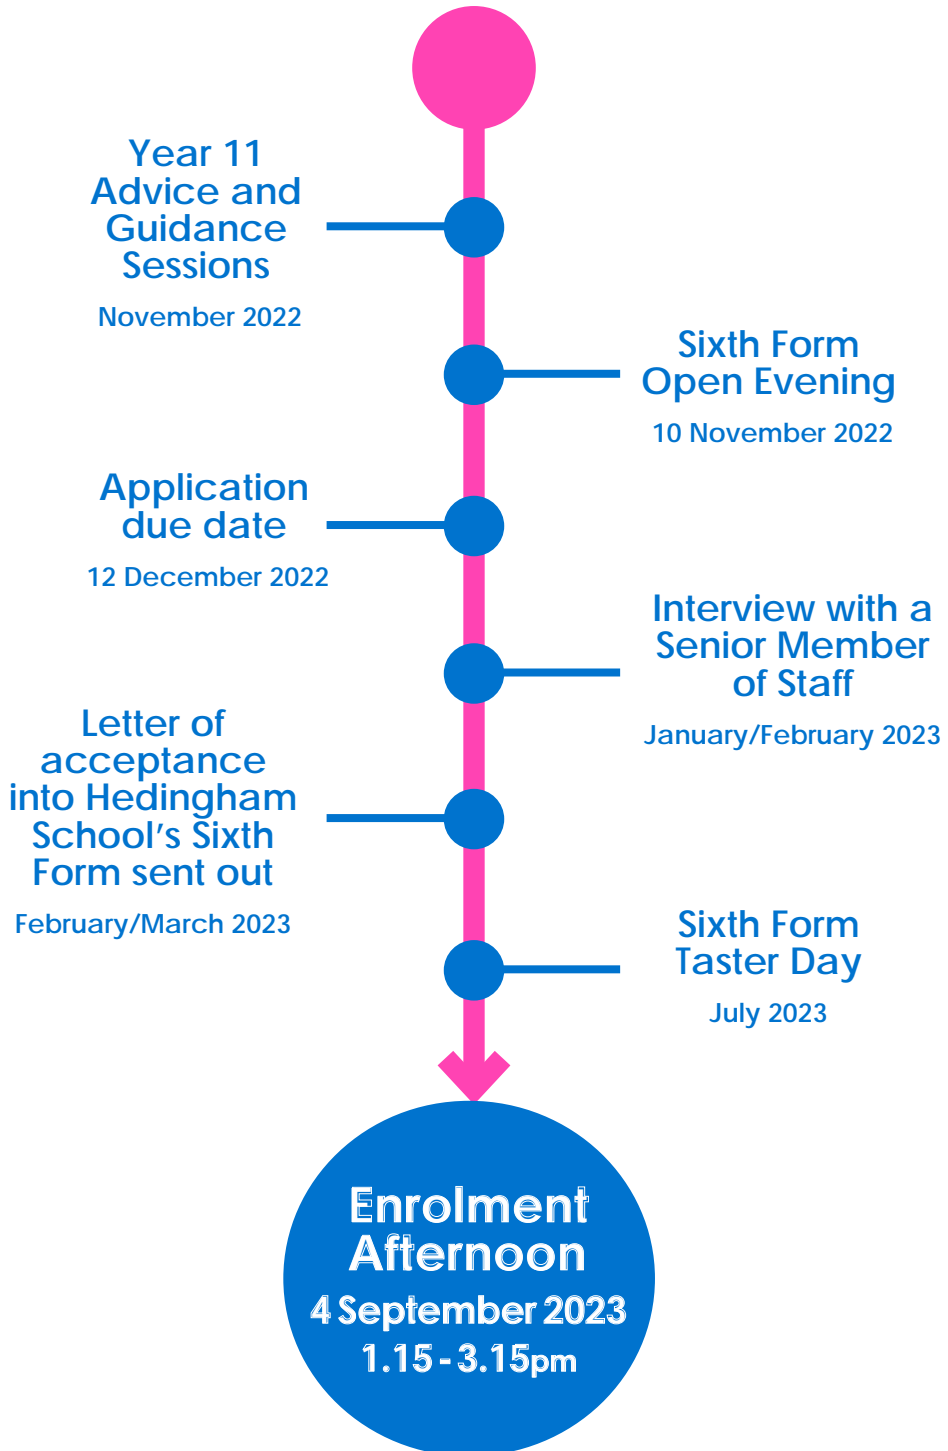 Year 11
Advice and
Guidance
Sessions
November 2022
Sixth Form
Open Evening
10 November 2022
Application
due date
12 December 2022
Interview with a
Senior Member
of Staff
January/February 2023
Letter of
acceptance
into Hedingham
School's Sixth
Form sent out
February/March 2023
Sixth Form
Taster Day
July 2023
Enrolment
Afternoon
4 September 2023
1.15 - 3.15pm